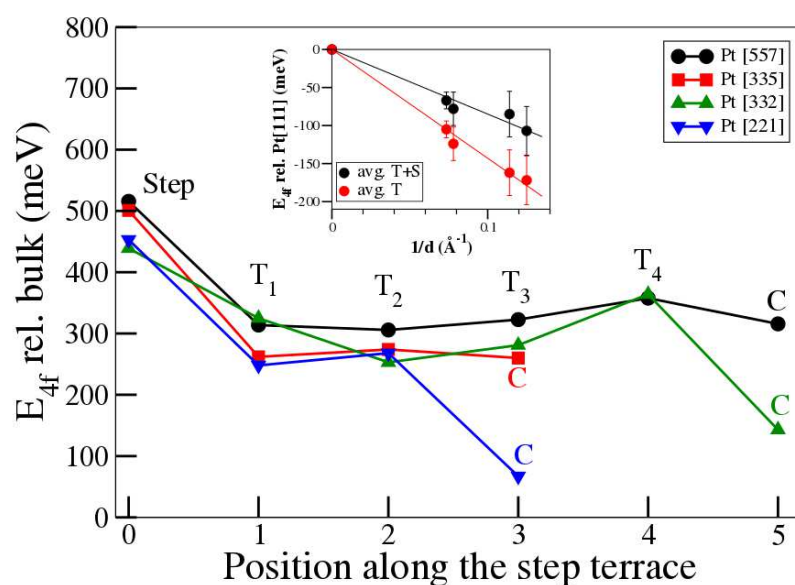 800
700
600
500
400
300
200
100
0
E4f rel. bulk (meV)
0
-50
-100
-150
-200
E4f rel. Pt[111] (meV)
avg. T+S
avg. T
0
0.1
1/d (Å-1)
Pt [557]
Pt [335]
Pt [332]
Pt [221]
Step
T1
T2
T3
T4
C
C
C
C
0 1 2 3 4 5
Position along the step terrace